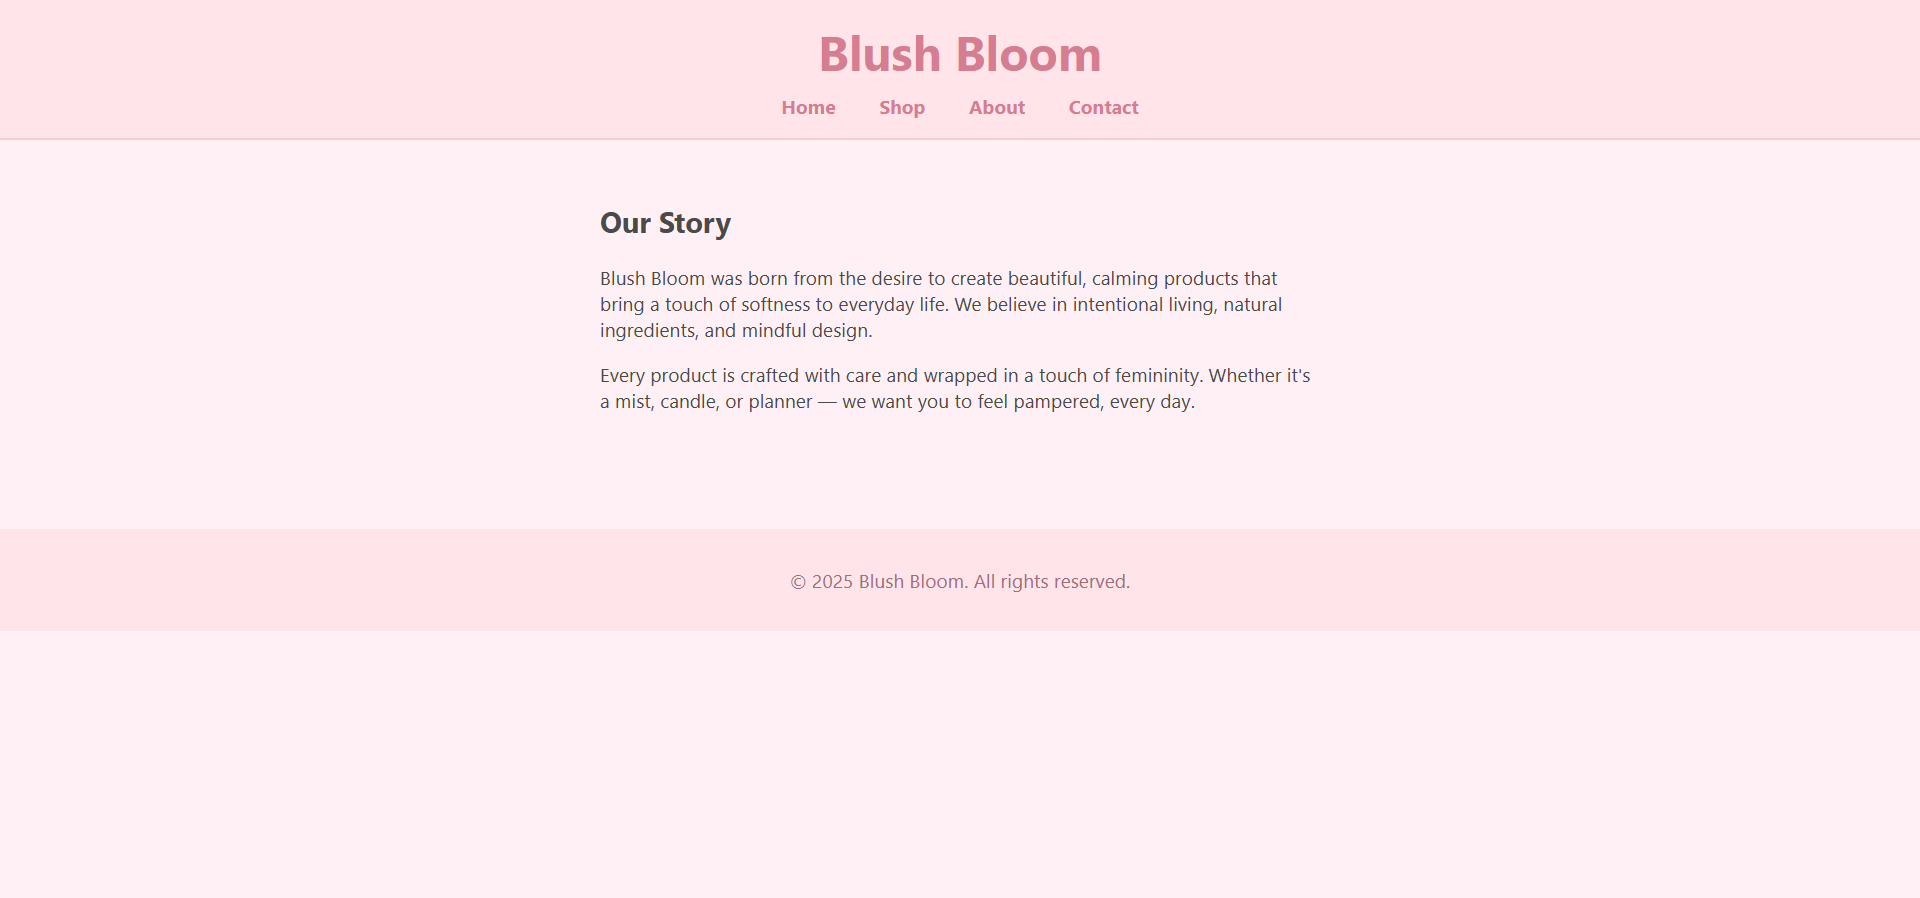 Blush Bloom
Home Shop About Contact
Our Story
Blush Bloom was born from the desire to create beautiful, calming products that
bring a touch of softness to everyday life. We believe in intentional living, natural
ingredients, and mindful design.
Every product is crafted with care and wrapped in a touch of femininity. Whether it's
a mist, candle, or planner — we want you to feel pampered, every day.
© 2025 Blush Bloom. All rights reserved.